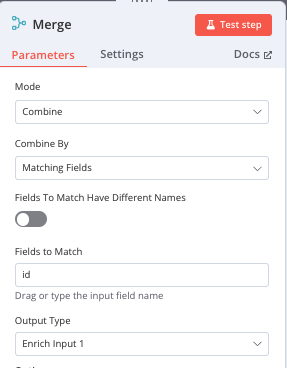 Merge
Test step
Parameters
Settings
Docs
Mode
Combine
Combine By
Matching Fields
Fields To Match Have Different Names
Fields to Match
id
Drag or type the input field name
Output Type
Enrich Input 1